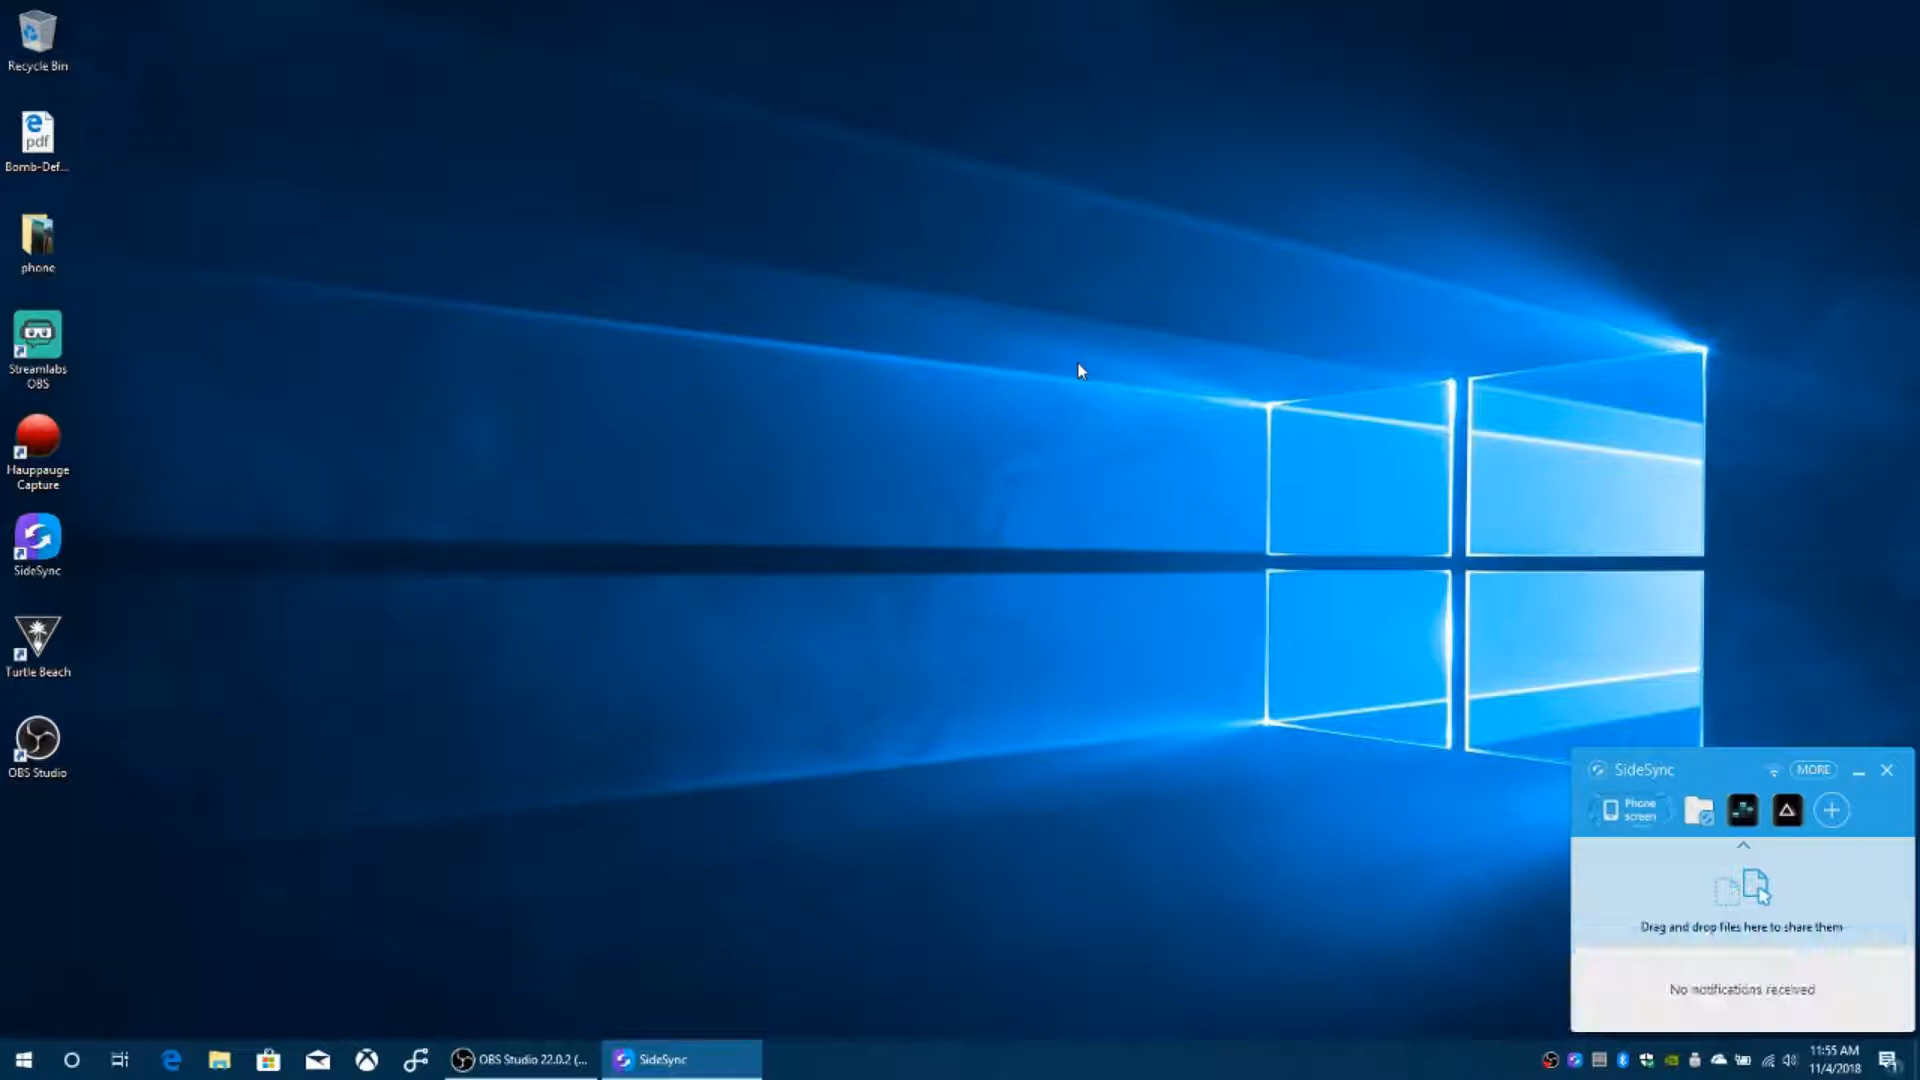 Recycle Bin
pdf
Bomb-Def...
phone
Streamlabs
OBS
Hauppauge
Capture
SideSync
Turtle Beach
OBS Studio
SideSync
MORE
Phone
screen
Drag and drop files here to share them
No notifications received
OBS Studio 22.0.2 (...
SideSync
11:55 AM
11/4/2018